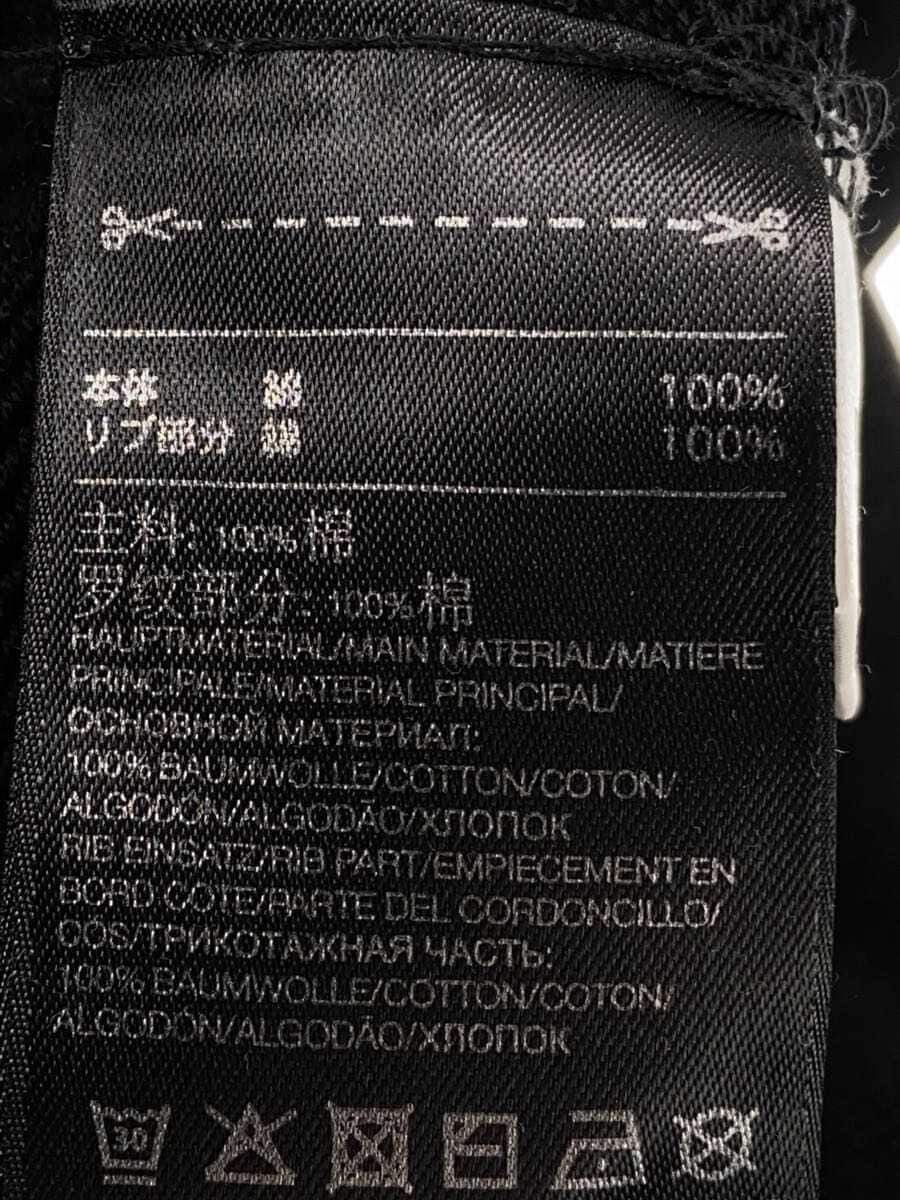 本体 綿 100%
リブ部分 綿 100%
主料: 100%棉
罗纹部分: 100%棉
HAUPTMATERIAL/MAIN MATERIAL/MATIERE
PRINCIPALE/MATERIAL PRINCIPAL/
ОСНОВНОЙ МАТЕРИАЛ:
100% BAUMWOLLE/COTTON/COTON/
ALGODÓN/ALGODÃO/ХЛОПОК
RIB EINSATZ/RIB PART/EMPIECEMENT EN
BORD COTE/PARTE DEL CORDONCILLO/
COS/ТРИКОТАЖНАЯ ЧАСТЬ:
100% BAUMWOLLE/COTTON/COTON/
ALGODÓN/ALGODÃO/ХЛОПОК
30